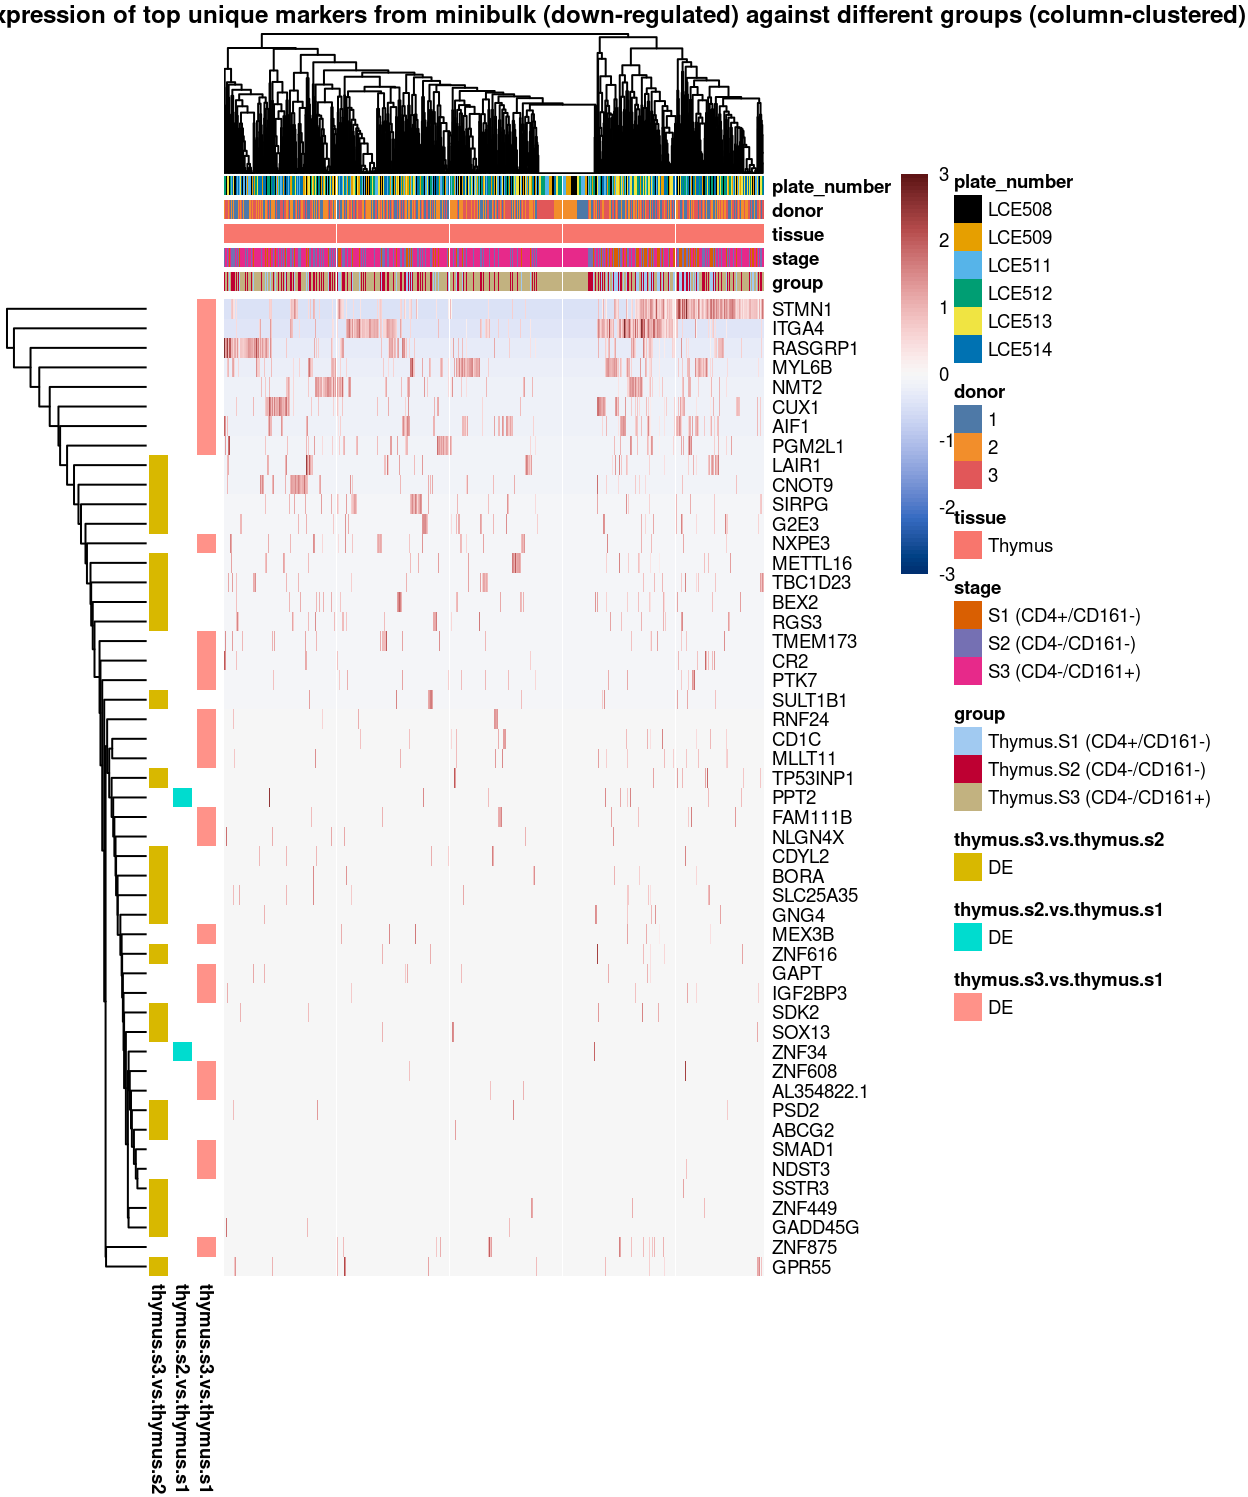 xpression of top unique markers from minibulk (down-regulated) against different groups (column-clustered)
plate_number
donor
tissue
stage
group
STMN1
ITGA4
RASGRP1
MYL6B
NMT2
CUX1
AIF1
PGM2L1
LAIR1
CNOT9
SIRPG
G2E3
NXPE3
METTL16
TBC1D23
BEX2
RGS3
TMEM173
CR2
PTK7
SULT1B1
RNF24
CD1C
MLLT11
TP53INP1
PPT2
FAM111B
NLGN4X
CDYL2
BORA
SLC25A35
GNG4
MEX3B
ZNF616
GAPT
IGF2BP3
SDK2
SOX13
ZNF34
ZNF608
AL354822.1
PSD2
ABCG2
SMAD1
NDST3
SSTR3
ZNF449
GADD45G
ZNF875
GPR55
thymus.s3.vs.thymus.s2
thymus.s2.vs.thymus.s1
thymus.s3.vs.thymus.s1
3
2
1
0
-1
-2
-3
plate_number
LCE508
LCE509
LCE511
LCE512
LCE513
LCE514
donor
1
2
3
tissue
Thymus
stage
S1 (CD4+/CD161-)
S2 (CD4-/CD161-)
S3 (CD4-/CD161+)
group
Thymus.S1 (CD4+/CD161-)
Thymus.S2 (CD4-/CD161-)
Thymus.S3 (CD4-/CD161+)
thymus.s3.vs.thymus.s2
DE
thymus.s2.vs.thymus.s1
DE
thymus.s3.vs.thymus.s1
DE